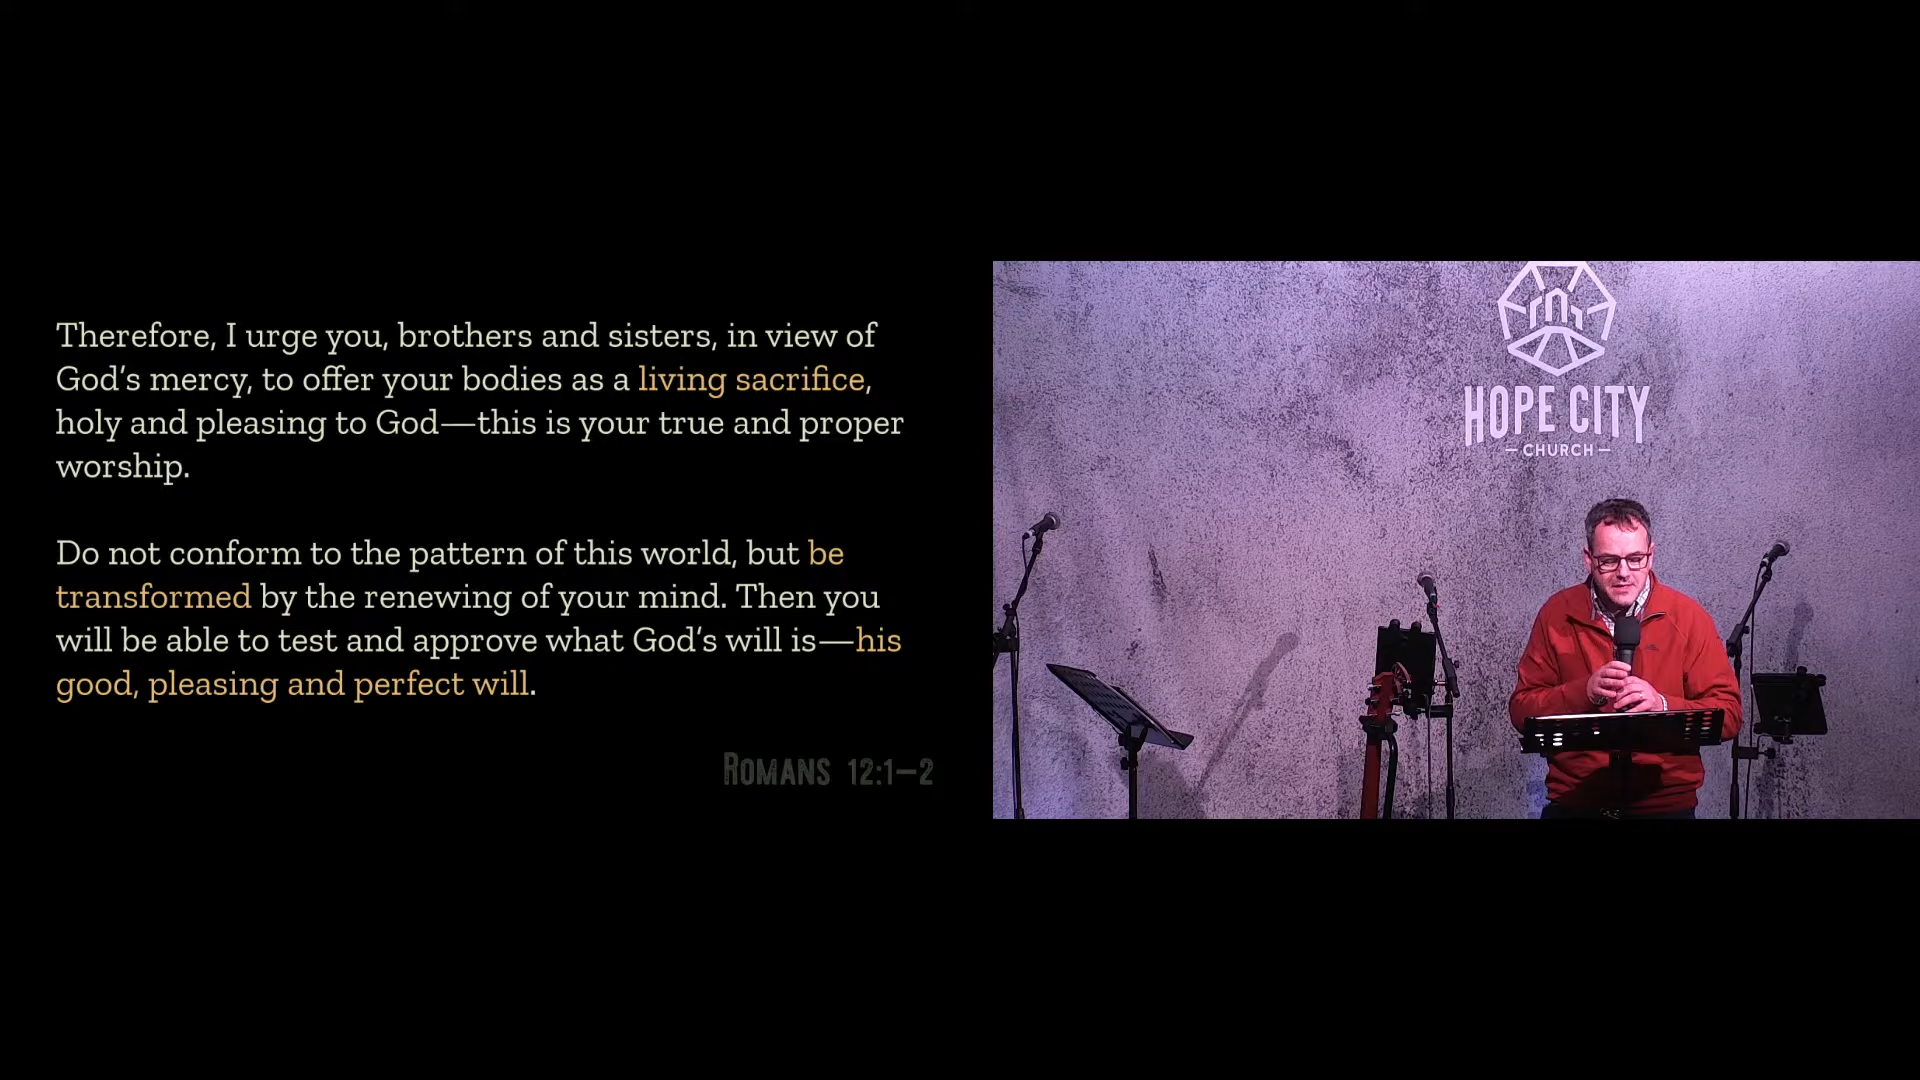 Therefore, I urge you, brothers and sisters, in view of
God’s mercy, to offer your bodies as a living sacrifice,
holy and pleasing to God—this is your true and proper
worship.
Do not conform to the pattern of this world, but be
transformed by the renewing of your mind. Then you
will be able to test and approve what God’s will is—his
good, pleasing and perfect will.
Romans 12:1–2
HOPE CITY
– CHURCH –